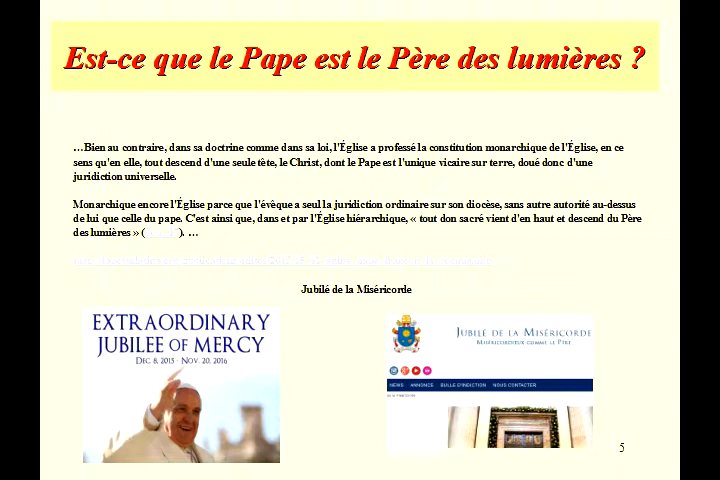 Est-ce que le Pape est le Père des lumières ?
…Bien au contraire, dans sa doctrine comme dans sa loi, l'Église a professé la constitution monarchique de l'Église, en ce
sens qu'en elle, tout descend d'une seule tête, le Christ, dont le Pape est l'unique vicaire sur terre, doué donc d'une
juridiction universelle.
Monarchique encore l'Église parce que l'évêque a seul la juridiction ordinaire sur son diocèse, sans autre autorité au-dessus
de lui que celle du pape. C'est ainsi que, dans et par l'Église hiérarchique, « tout don sacré vient d'en haut et descend du Père
des lumières » ( ). …
Jubilé de la Miséricorde
EXTRAORDINARY
JUBILEE OF MERCY
DEC. 8, 2015 · NOV. 20, 2016
JUBILÉ DE LA MISÉRICORDE
MISÉRICORDIEUX COMME LE PÈRE
NEWS ANNONCE BULLE D'INDICTION NOUS CONTACTER
5